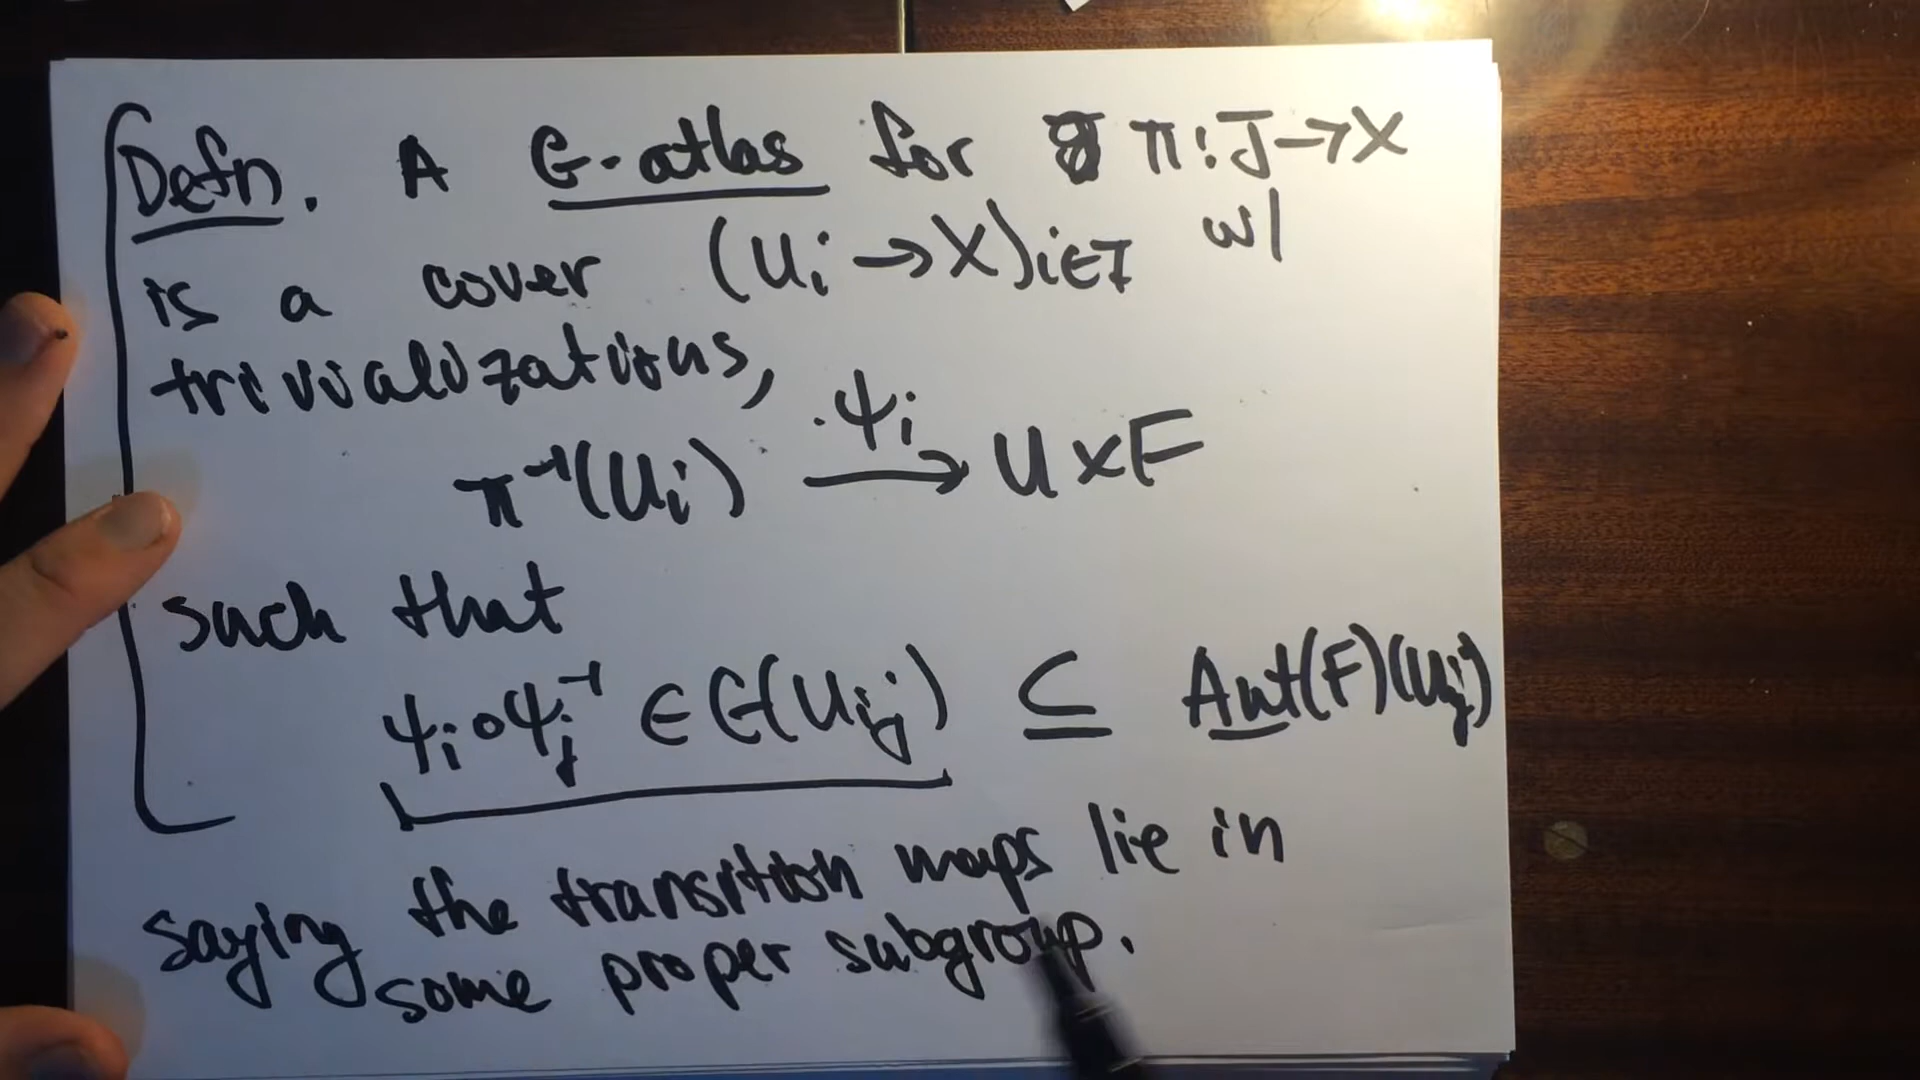 Defn. A G-atlas for π: J→X
is a cover (Ui→X)i∈I w/
trivializations,
π⁻¹(Ui) —ψi→ U×F
such that
ψi∘ψj⁻¹ ∈ G(Uij) ⊆ Aut(F)(Uij)
saying the transition maps lie in
some proper subgroup.